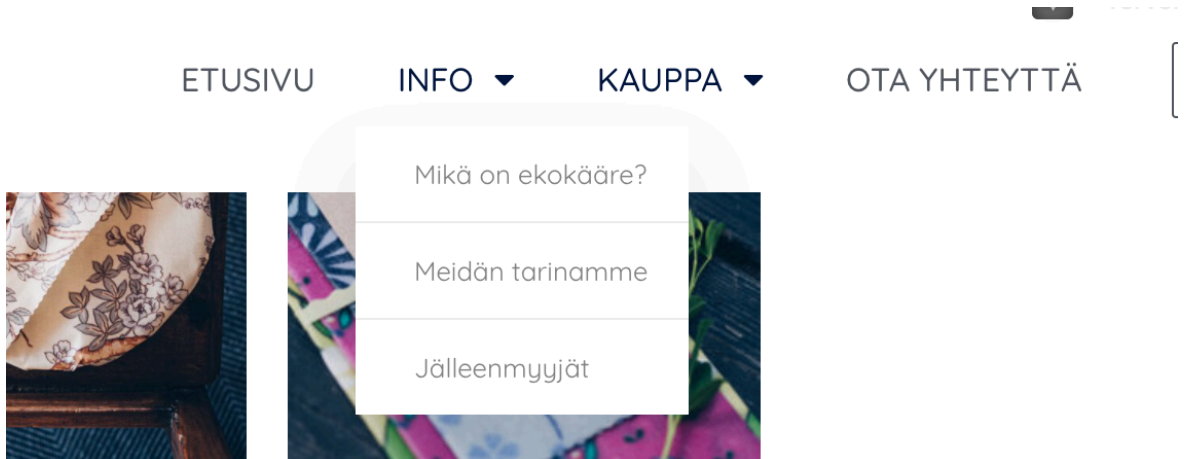 ETUSIVU INFO KAUPPA OTA YHTEYTTÄ
Mikä on ekokääre?
Meidän tarinamme
Jälleenmyyjät